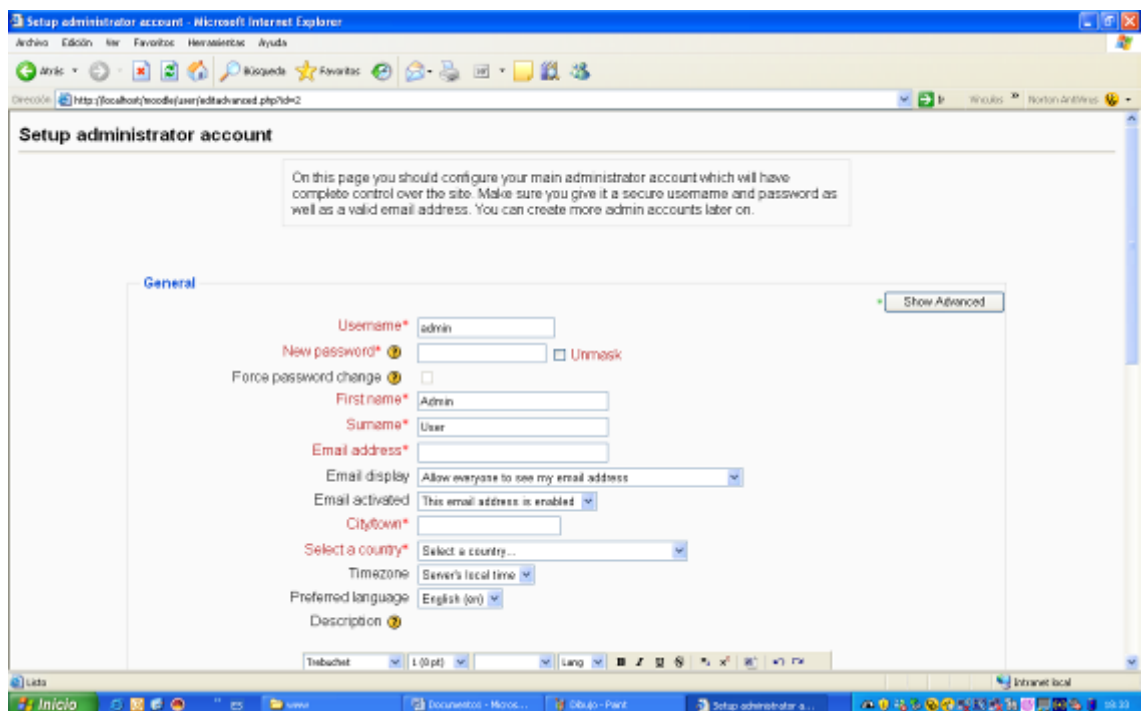 Setup administrator account - Microsoft Internet Explorer
Archivo Edición Ver Favoritos Herramientas Ayuda
Atrás Búsqueda Favoritos
Dirección http://localhost/moodle/user/editadvanced.php?id=2 Ir Vínculos » Norton AntiVirus
Setup administrator account
On this page you should configure your main administrator account which will have
complete control over the site. Make sure you give it a secure username and password as
well as a valid email address. You can create more admin accounts later on.
General
* Show Advanced
Username* admin
New password* Unmask
Force password change
First name* Admin
Surname* User
Email address*
Email display Allow everyone to see my email address
Email activated This email address is enabled
City/town*
Select a country* Select a country...
Timezone Server's local time
Preferred language English (en)
Description
Trebuchet 1 (8 pt) Lang B I U S
Listo Intranet local
Inicio » ES www Documentos - Micros... Dibujo - Paint Setup administrator a... 18:33